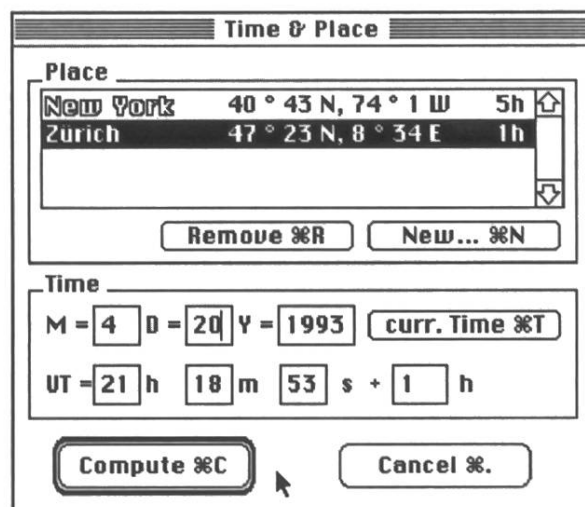 Time & Place
Place
New York 40 ° 43 N, 74 ° 1 W 5h
Zürich 47 ° 23 N, 8 ° 34 E 1h
Remove ⌘R New... ⌘N
Time
M = 4 D = 20 Y = 1993 curr. Time ⌘T
UT = 21 h 18 m 53 s + 1 h
Compute ⌘C Cancel ⌘.